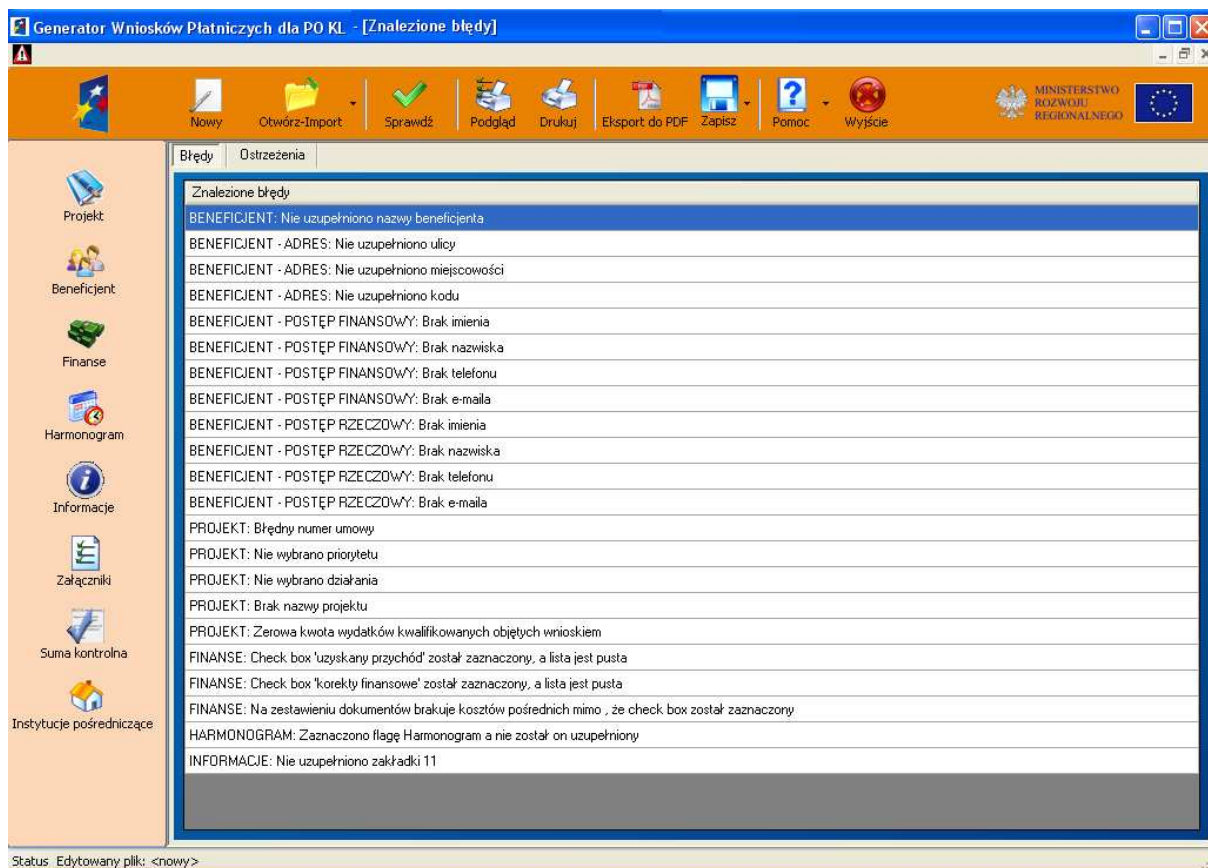 Generator Wniosków Płatniczych dla PO KL - [Znalezione błędy]
Nowy
Otwórz-Import
Sprawdź
Podgląd
Drukuj
Eksport do PDF
Zapisz
Pomoc
Wyjście
MINISTERSTWO
ROZWOJU
REGIONALNEGO
Projekt
Beneficjent
Finanse
Harmonogram
Informacje
Załączniki
Suma kontrolna
Instytucje pośredniczące
Błędy
Ostrzeżenia
Znalezione błędy
BENEFICJENT: Nie uzupełniono nazwy beneficjenta
BENEFICJENT - ADRES: Nie uzupełniono ulicy
BENEFICJENT - ADRES: Nie uzupełniono miejscowości
BENEFICJENT - ADRES: Nie uzupełniono kodu
BENEFICJENT - POSTĘP FINANSOWY: Brak imienia
BENEFICJENT - POSTĘP FINANSOWY: Brak nazwiska
BENEFICJENT - POSTĘP FINANSOWY: Brak telefonu
BENEFICJENT - POSTĘP FINANSOWY: Brak e-maila
BENEFICJENT - POSTĘP RZECZOWY: Brak imienia
BENEFICJENT - POSTĘP RZECZOWY: Brak nazwiska
BENEFICJENT - POSTĘP RZECZOWY: Brak telefonu
BENEFICJENT - POSTĘP RZECZOWY: Brak e-maila
PROJEKT: Błędny numer umowy
PROJEKT: Nie wybrano priorytetu
PROJEKT: Nie wybrano działania
PROJEKT: Brak nazwy projektu
PROJEKT: Zerowa kwota wydatków kwalifikowanych objętych wnioskiem
FINANSE: Check box 'uzyskany przychód' został zaznaczony, a lista jest pusta
FINANSE: Check box 'korekty finansowe' został zaznaczony, a lista jest pusta
FINANSE: Na zestawieniu dokumentów brakuje kosztów pośrednich mimo , że check box został zaznaczony
HARMONOGRAM: Zaznaczono flagę Harmonogram a nie został on uzupełniony
INFORMACJE: Nie uzupełniono zakładki 11
Status Edytowany plik: <nowy>